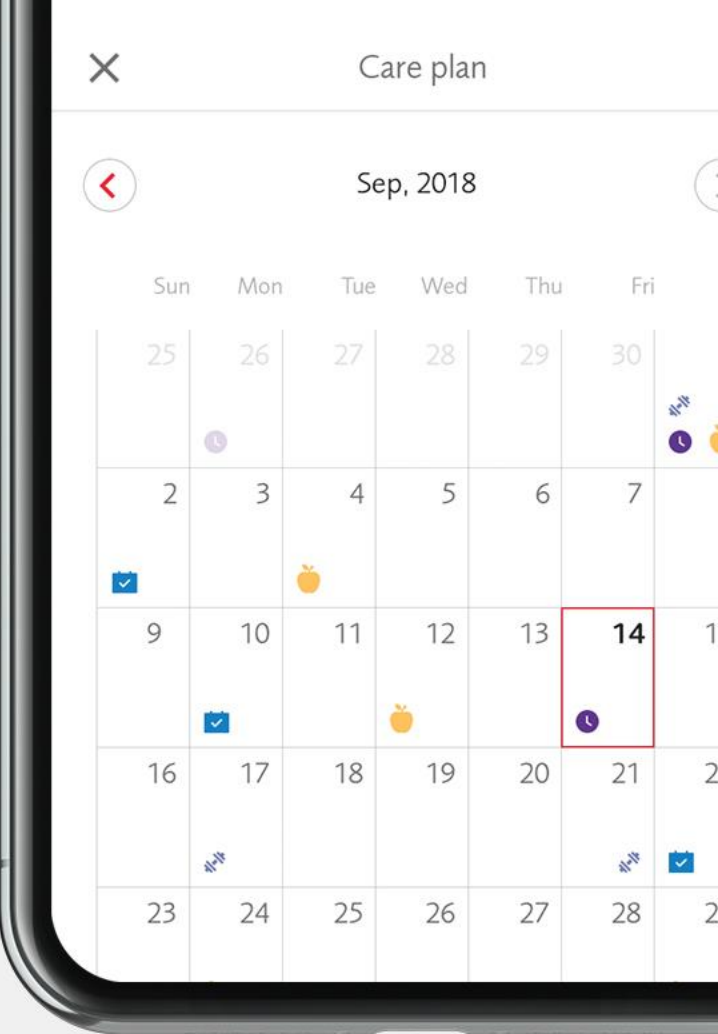 Care plan
Sep, 2018
Sun Mon Tue Wed Thu Fri
25 26 27 28 29 30
2 3 4 5 6 7
9 10 11 12 13 14
16 17 18 19 20 21
23 24 25 26 27 28